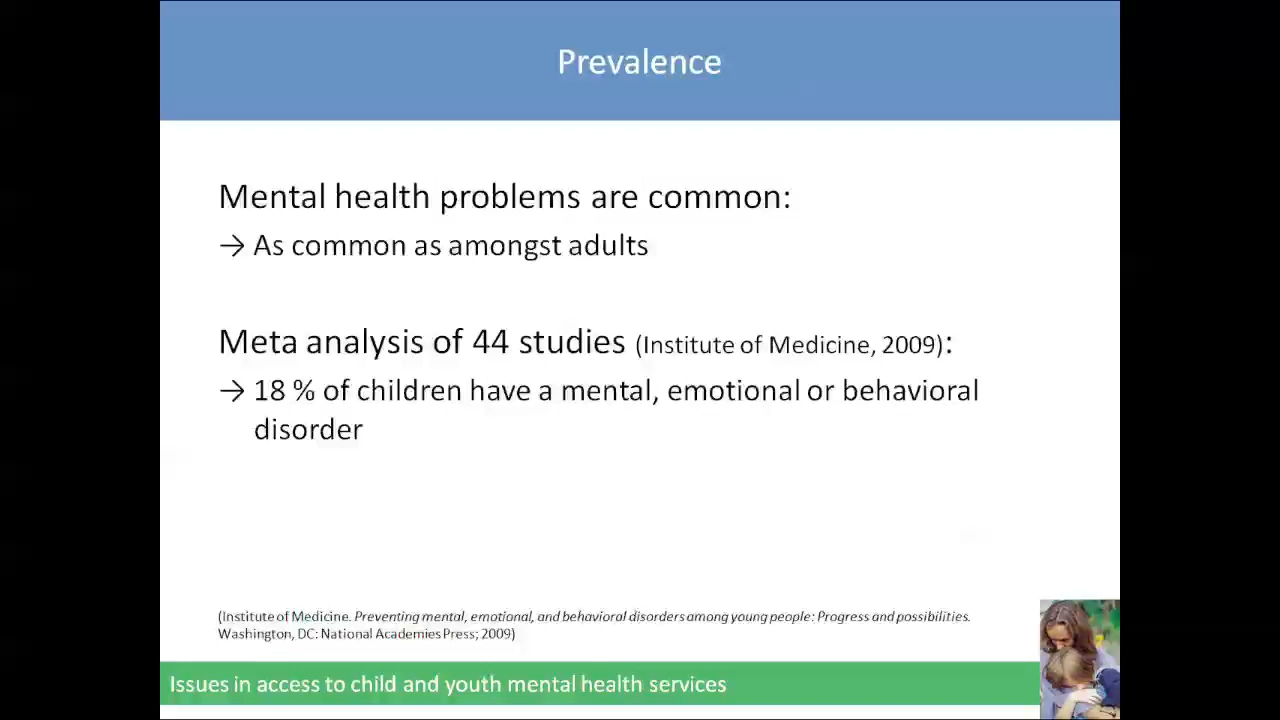 Prevalence
Mental health problems are common:
→ As common as amongst adults
Meta analysis of 44 studies (Institute of Medicine, 2009):
→ 18 % of children have a mental, emotional or behavioral
disorder
(Institute of Medicine. Preventing mental, emotional, and behavioral disorders among young people: Progress and possibilities.
Washington, DC: National Academies Press; 2009)
Issues in access to child and youth mental health services